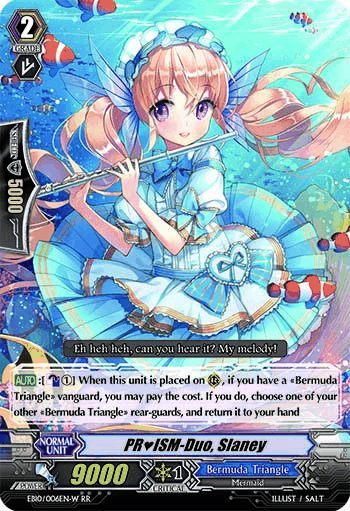 2
GRADE
SHIELD
5000
Eh heh heh, can you hear it? My melody!
AUTO :[①] When this unit is placed on , if you have a «Bermuda
Triangle» vanguard, you may pay the cost. If you do, choose one of your
other «Bermuda Triangle» rear-guards, and return it to your hand
NORMAL
UNIT
PR♥ISM-Duo, Slaney
POWER
9000
1
CRITICAL
Bermuda Triangle
Mermaid
EB10/006EN-W RR
ILLUST / SALT